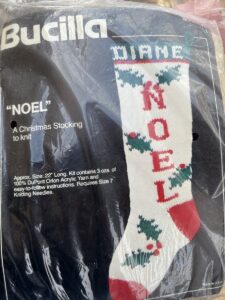 Bucilla
DIANE
"NOEL"
A Christmas Stocking
to knit
NOEL
Approx. Size: 22" Long. Kit contains 3 ozs. of
100% DuPont Orlon Acrylic Yarn and
easy-to-follow instructions. Requires Size 7
Knitting Needles.